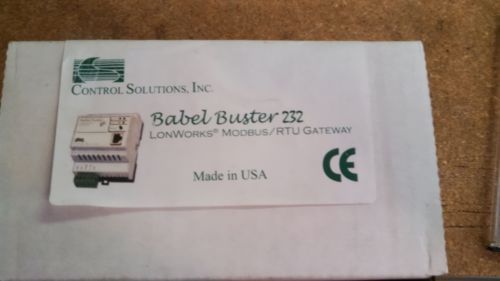 CONTROL SOLUTIONS, INC.
Babel Buster 232
LONWORKS® MODBUS/RTU GATEWAY
CE
Made in USA